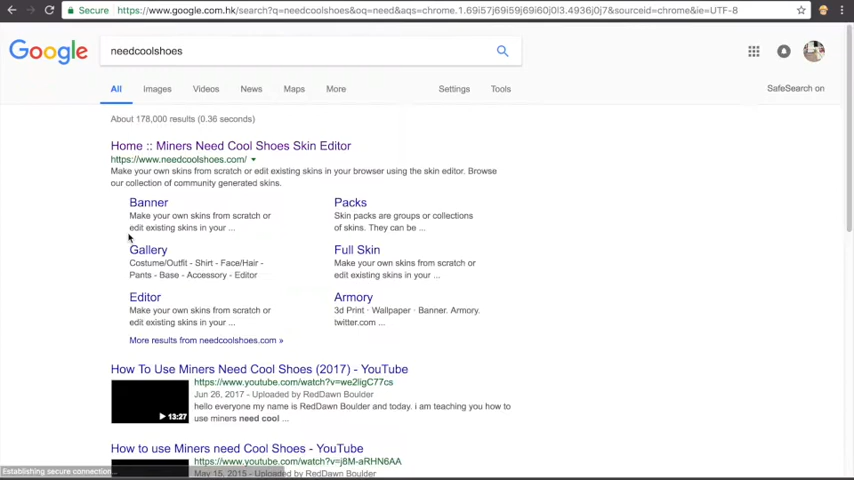 Secure https://www.google.com.hk/search?q=needcoolshoes&oq=need&aqs=chrome.1.69i57j69i59j69i60j0l3.4936j0j7&sourceid=chrome&ie=UTF-8
Google needcoolshoes
All Images Videos News Maps More Settings Tools
SafeSearch on
About 178,000 results (0.36 seconds)
Home :: Miners Need Cool Shoes Skin Editor
https://www.needcoolshoes.com/
Make your own skins from scratch or edit existing skins in your browser using the skin editor. Browse
our collection of community generated skins.
Banner
Make your own skins from scratch or
edit existing skins in your ...
Packs
Skin packs are groups or collections
of skins. They can be ...
Gallery
Costume/Outfit - Shirt - Face/Hair -
Pants - Base - Accessory - Editor
Full Skin
Make your own skins from scratch or
edit existing skins in your ...
Editor
Make your own skins from scratch or
edit existing skins in your ...
Armory
3d Print · Wallpaper · Banner. Armory.
twitter.com ...
More results from needcoolshoes.com »
How To Use Miners Need Cool Shoes (2017) - YouTube
https://www.youtube.com/watch?v=we2ligC77cs
Jun 26, 2017 - Uploaded by RedDawn Boulder
hello everyone my name is RedDawn Boulder and today. i am teaching you how to
use miners need cool ...
13:27
How to use Miners need Cool Shoes - YouTube
https://www.youtube.com/watch?v=j8M-aRHN6AA
May 15, 2015 - Uploaded by RedDawn Boulder
Establishing secure connection...